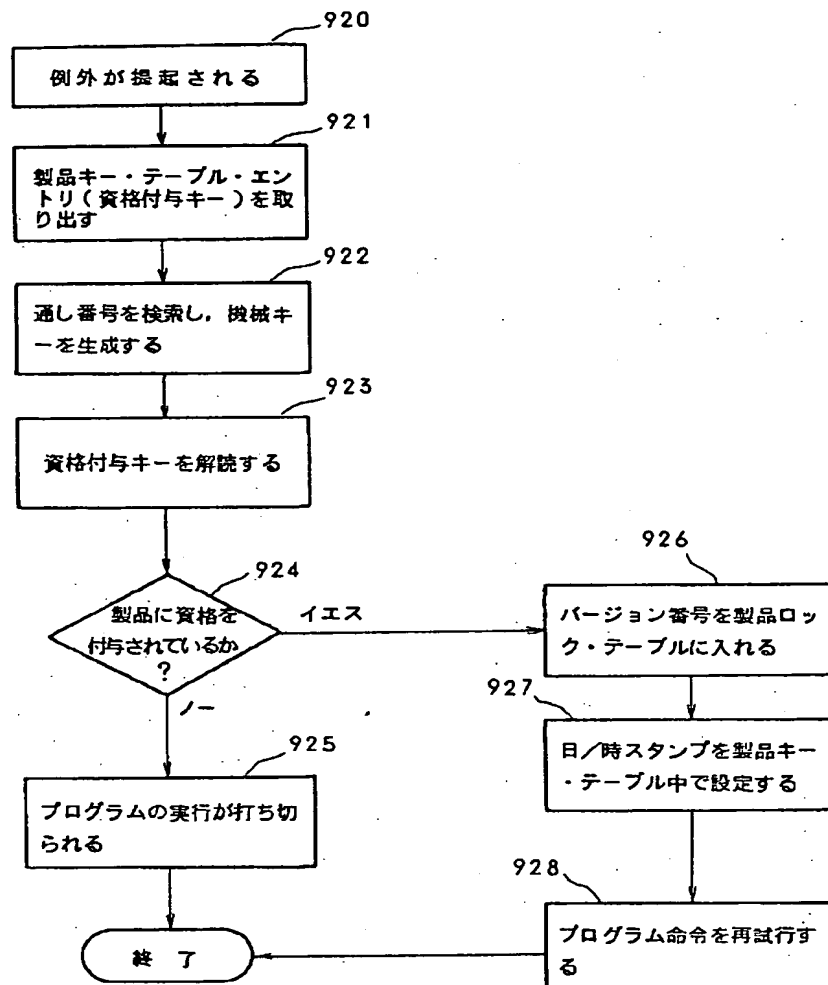 920
例外が提起される
921
製品キー・テーブル・エン
トリ(資格付与キー)を取
り出す
922
通し番号を検索し,機械キ
ーを生成する
923
資格付与キーを解読する
924
製品に資格を
付与されているか
?
イエス
ノー
925
プログラムの実行が打ち切
られる
終了
926
バージョン番号を製品ロッ
ク・テーブルに入れる
927
日/時スタンプを製品キー
・テーブル中で設定する
928
プログラム命令を再試行す
る